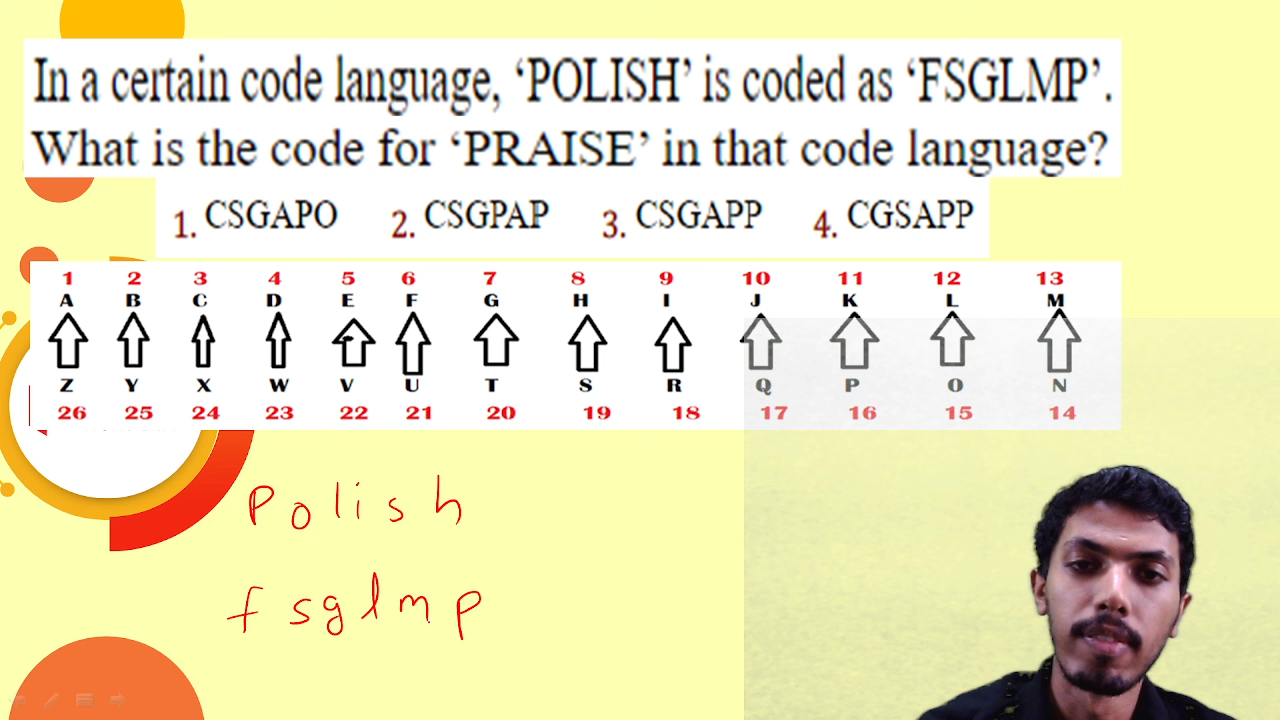 In a certain code language, ‘POLISH’ is coded as ‘FSGLMP’.
What is the code for ‘PRAISE’ in that code language?
1. CSGAPO 2. CSGPAP 3. CSGAPP 4. CGSAPP
1 2 3 4 5 6 7 8 9 10 11 12 13
A B C D E F G H I J K L M
Z Y X W V U T S R Q P O N
26 25 24 23 22 21 20 19 18 17 16 15 14
Polish
fsglmp